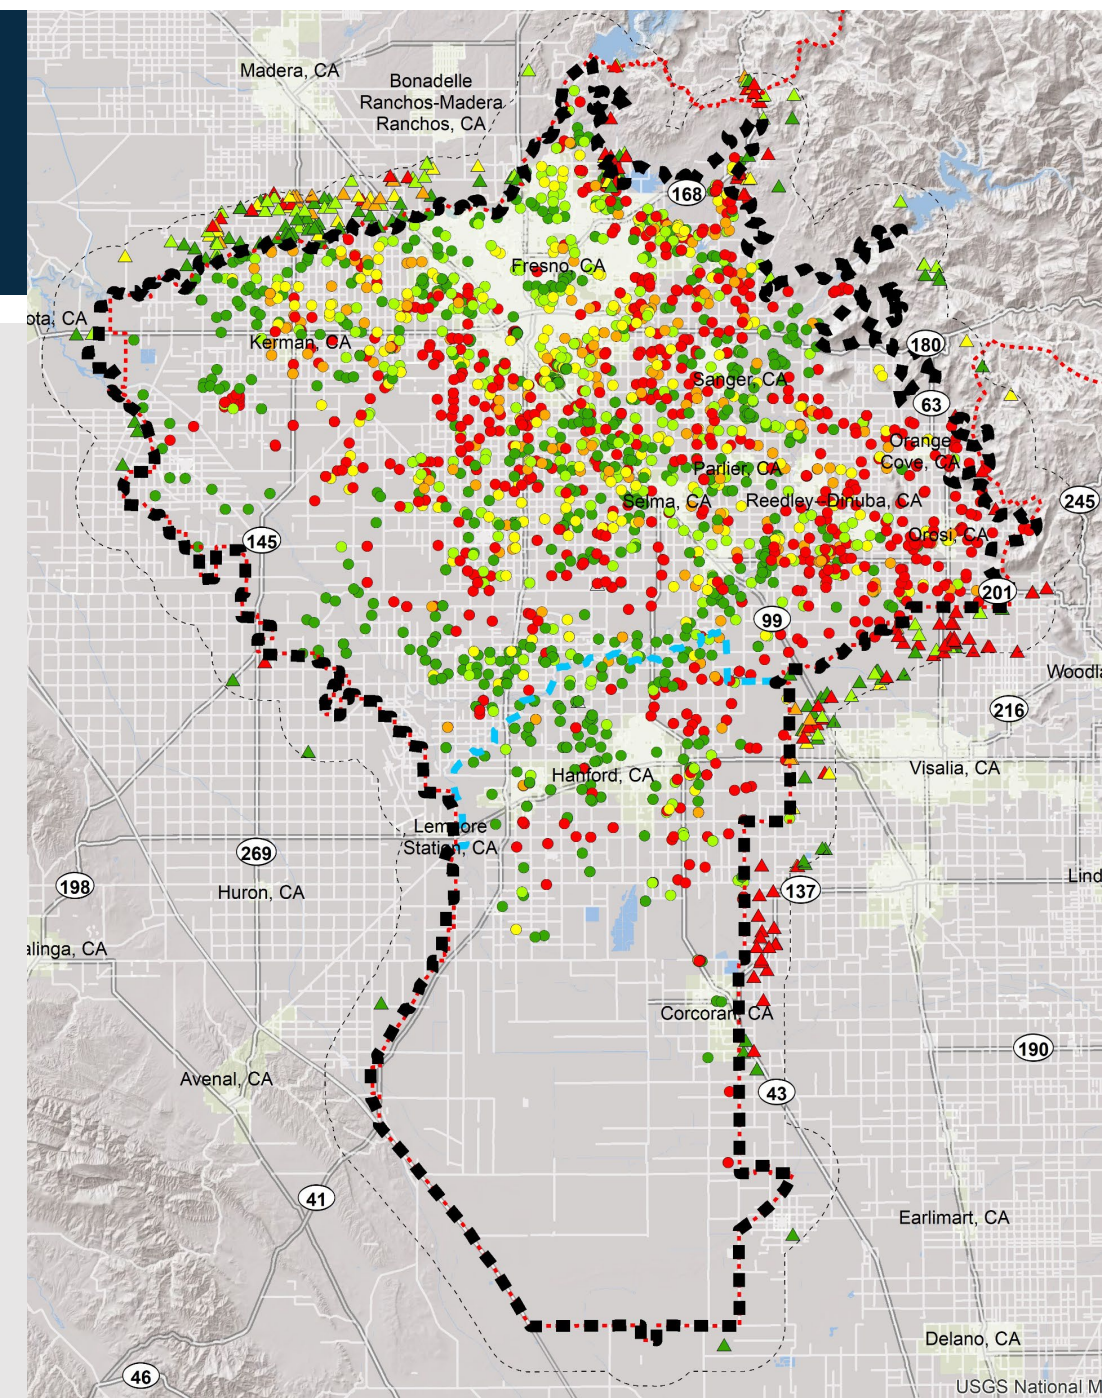 Madera, CA
Bonadelle
Ranchos-Madera
Ranchos, CA
168
Fresno, CA
ota, CA
Kerman, CA
180
Sanger, CA
63
Orange
Cove, CA
Parlier, CA
Selma, CA
Reedley--Dinuba, CA
245
Orosi, CA
145
201
99
Woodla
216
Visalia, CA
Hanford, CA
Lemoore
Station, CA
269
198
Huron, CA
137
Lind
alinga, CA
Corcoran, CA
190
Avenal, CA
43
41
Earlimart, CA
Delano, CA
46
USGS National M